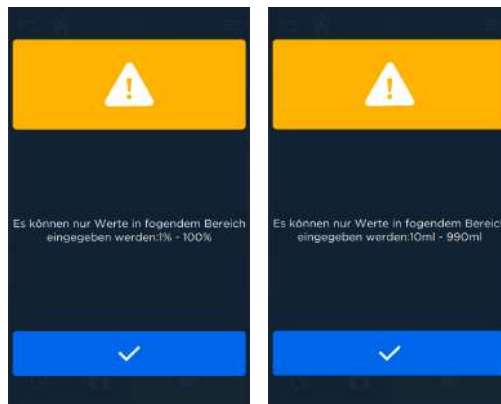 Es können nur Werte in fogendem Bereich
eingegeben werden:1% - 100%
Es können nur Werte in fogendem Bereich
eingegeben werden:10ml - 990ml